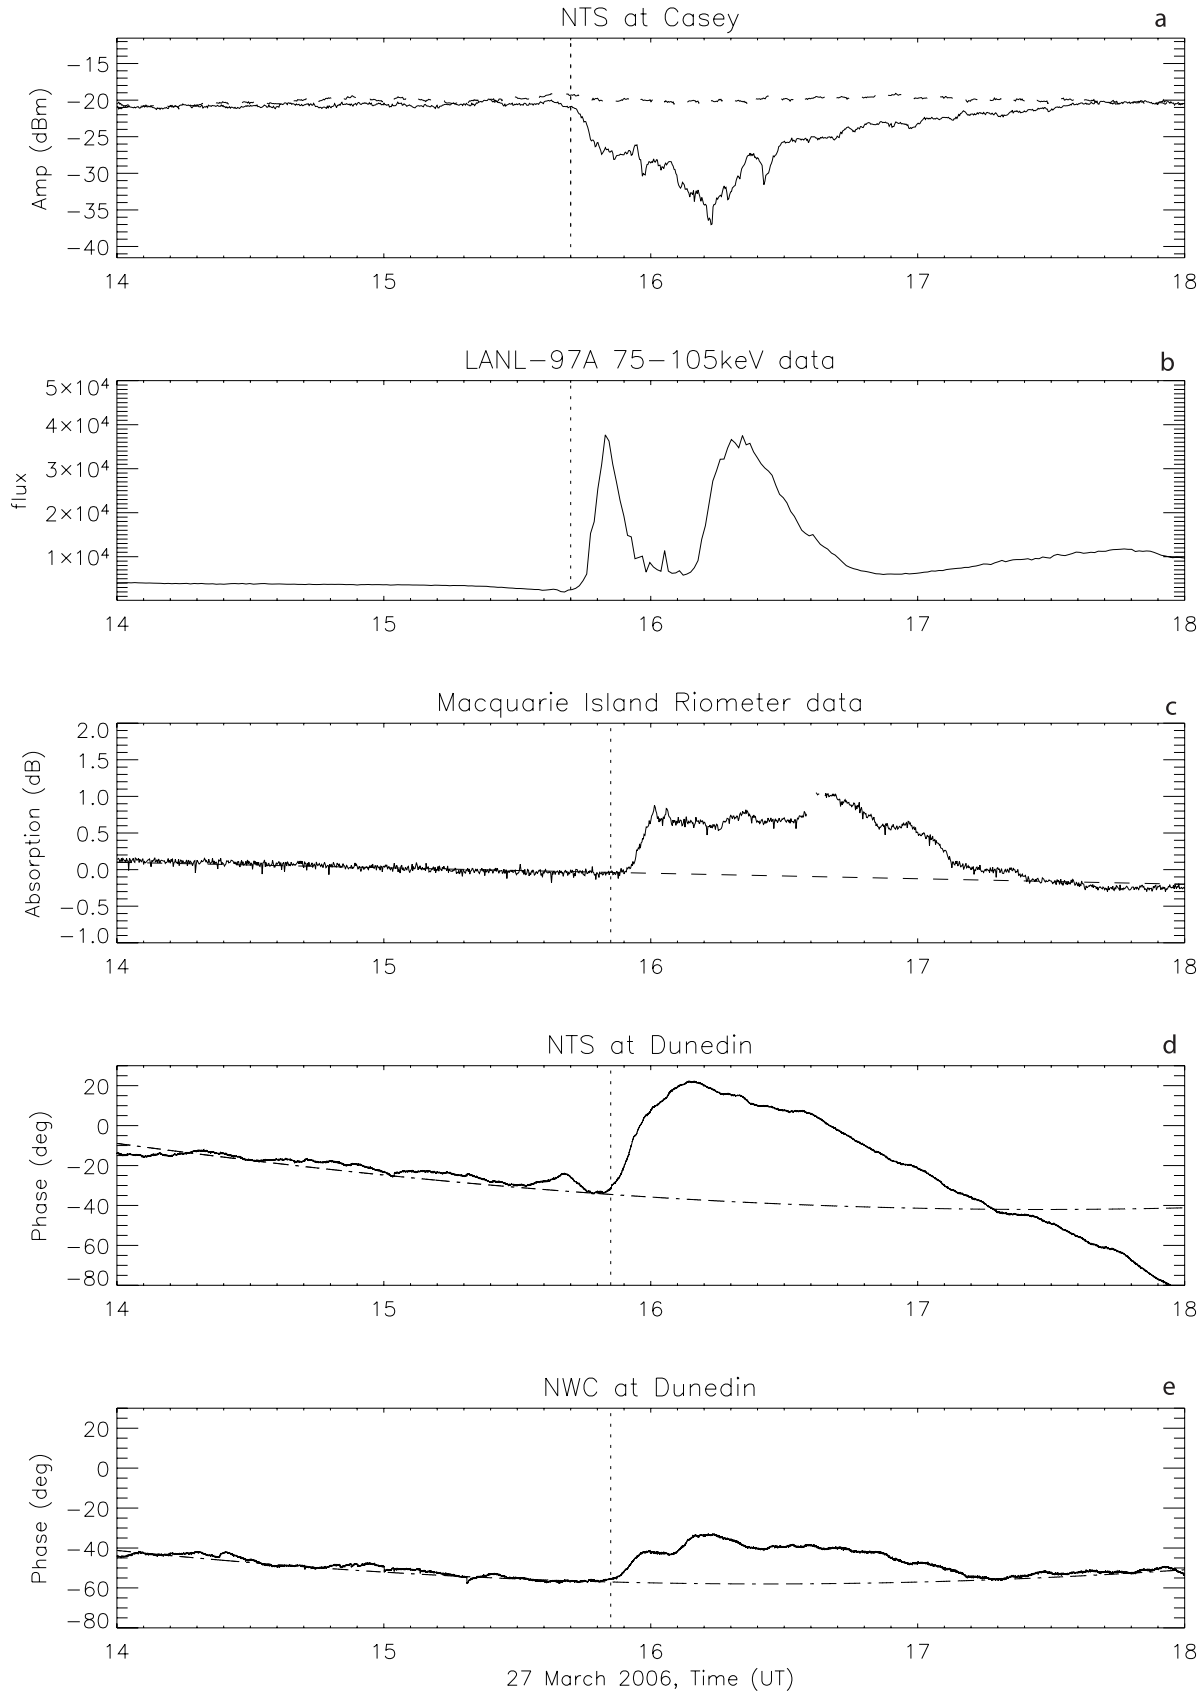 NTS at Casey
a
Amp (dBm)
−15
−20
−25
−30
−35
−40
14 15 16 17 18
LANL−97A 75−105keV data
b
flux
5×10⁴
4×10⁴
3×10⁴
2×10⁴
1×10⁴
14 15 16 17 18
Macquarie Island Riometer data
c
Absorption (dB)
2.0
1.5
1.0
0.5
0.0
−0.5
−1.0
14 15 16 17 18
NTS at Dunedin
d
Phase (deg)
20
0
−20
−40
−60
−80
14 15 16 17 18
NWC at Dunedin
e
Phase (deg)
20
0
−20
−40
−60
−80
14 15 16 17 18
27 March 2006, Time (UT)